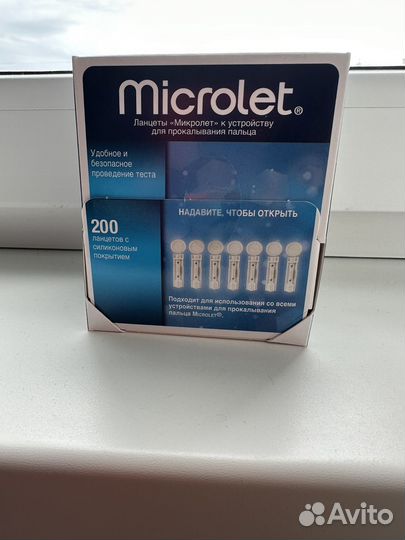 Microlet®
Ланцеты «Микролет» к устройству
для прокалывания пальца
Удобное и
безопасное
проведение теста
НАДАВИТЕ, ЧТОБЫ ОТКРЫТЬ
200
ланцетов с
силиконовым
покрытием
Подходит для использования со всеми
устройствами для прокалывания
пальца Microlet®.
Avito